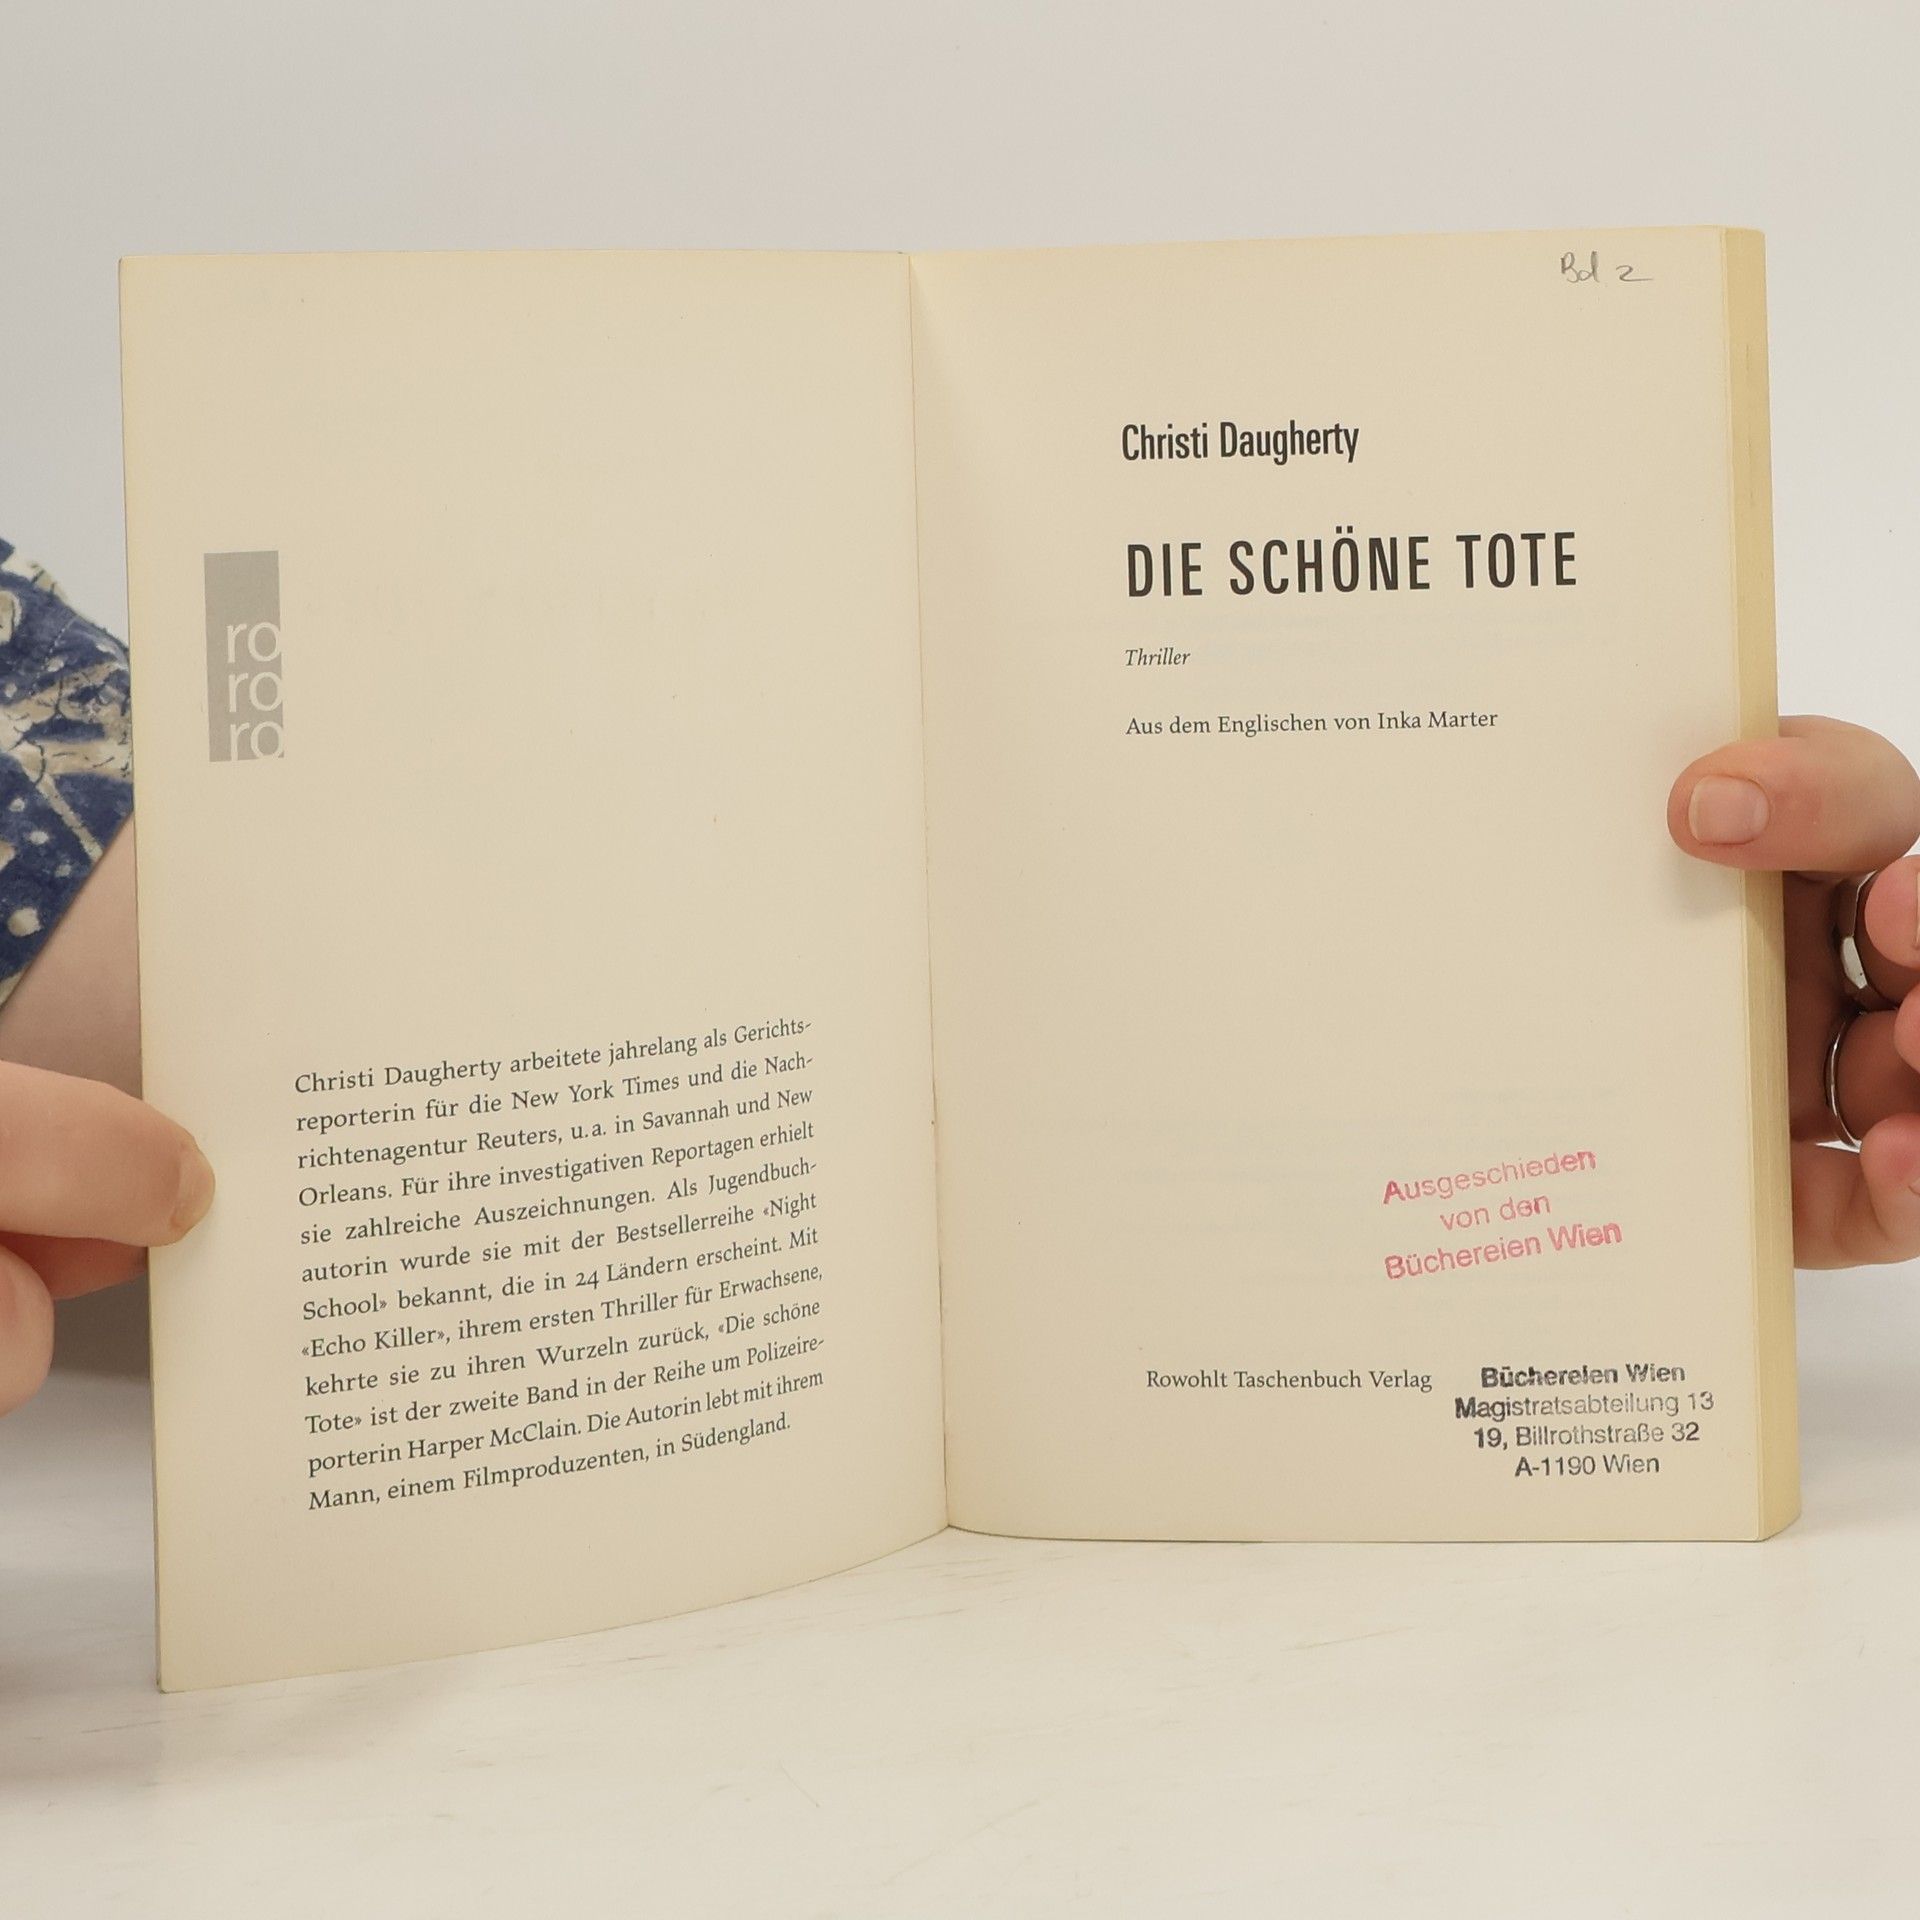 ro
ro
ro
Christi Daugherty arbeitete jahrelang als Gerichts-
reporterin für die New York Times und die Nach-
richtenagentur Reuters, u. a. in Savannah und New
Orleans. Für ihre investigativen Reportagen erhielt
sie zahlreiche Auszeichnungen. Als Jugendbuch-
autorin wurde sie mit der Bestsellerreihe «Night
School» bekannt, die in 24 Ländern erscheint. Mit
«Echo Killer», ihrem ersten Thriller für Erwachsene,
kehrte sie zu ihren Wurzeln zurück, «Die schöne
Tote» ist der zweite Band in der Reihe um Polizeire-
porterin Harper McClain. Die Autorin lebt mit ihrem
Mann, einem Filmproduzenten, in Südengland.
Bd 2
Christi Daugherty
DIE SCHÖNE TOTE
Thriller
Aus dem Englischen von Inka Marter
Ausgeschieden
von den
Büchereien Wien
Rowohlt Taschenbuch Verlag
Büchereien Wien
Magistratsabteilung 13
19, Billrothstraße 32
A-1190 Wien